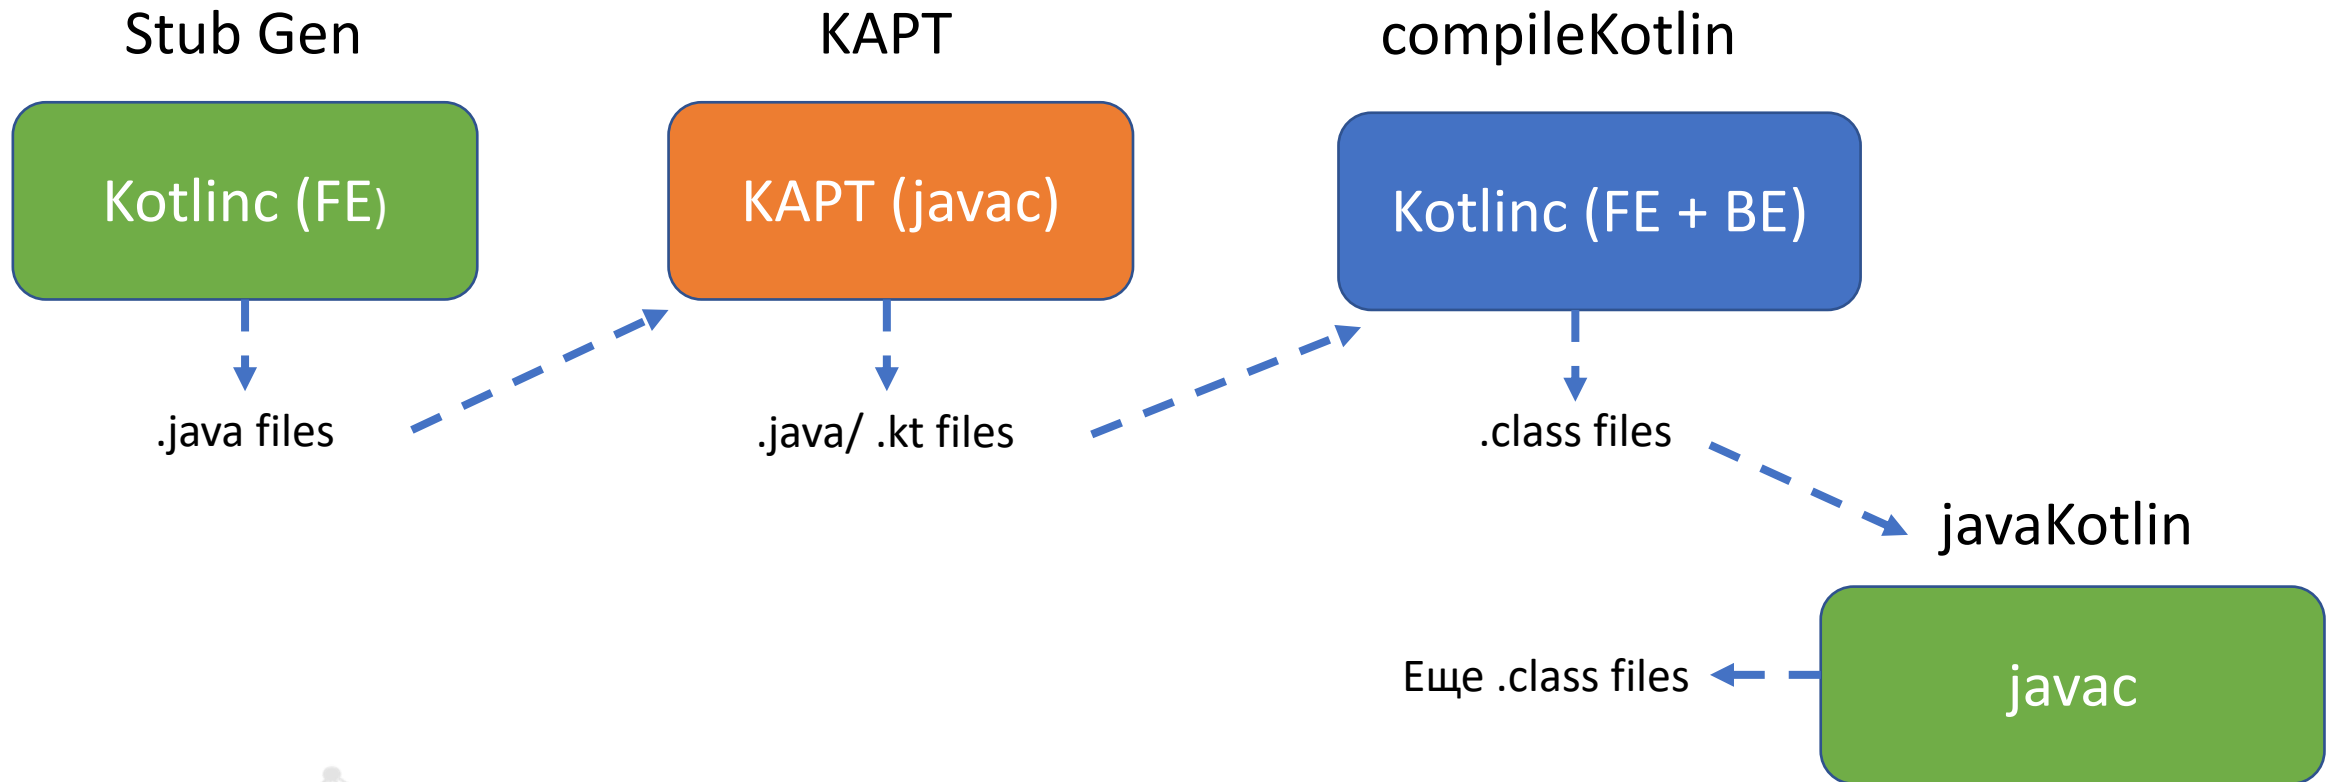 Stub Gen
KAPT
compileKotlin
Kotlinc (FE)
KAPT (javac)
Kotlinc (FE + BE)
.java files
.java/ .kt files
.class files
javaKotlin
Еще .class files
javac